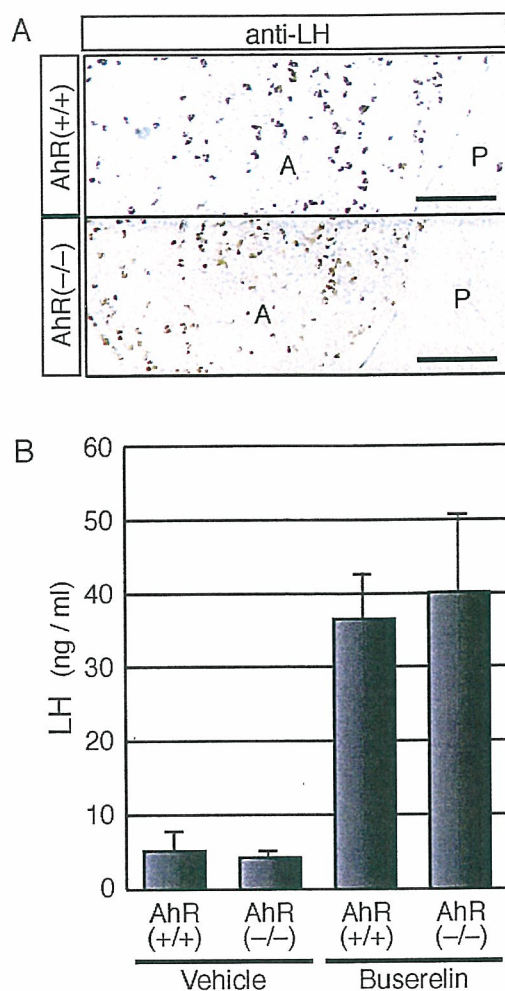 A
anti-LH
AhR(+/+)
A
P
AhR(–/–)
A
P
B
LH (ng / ml)
60
50
40
30
20
10
0
AhR
(+/+)
AhR
(–/–)
AhR
(+/+)
AhR
(–/–)
Vehicle
Buserelin